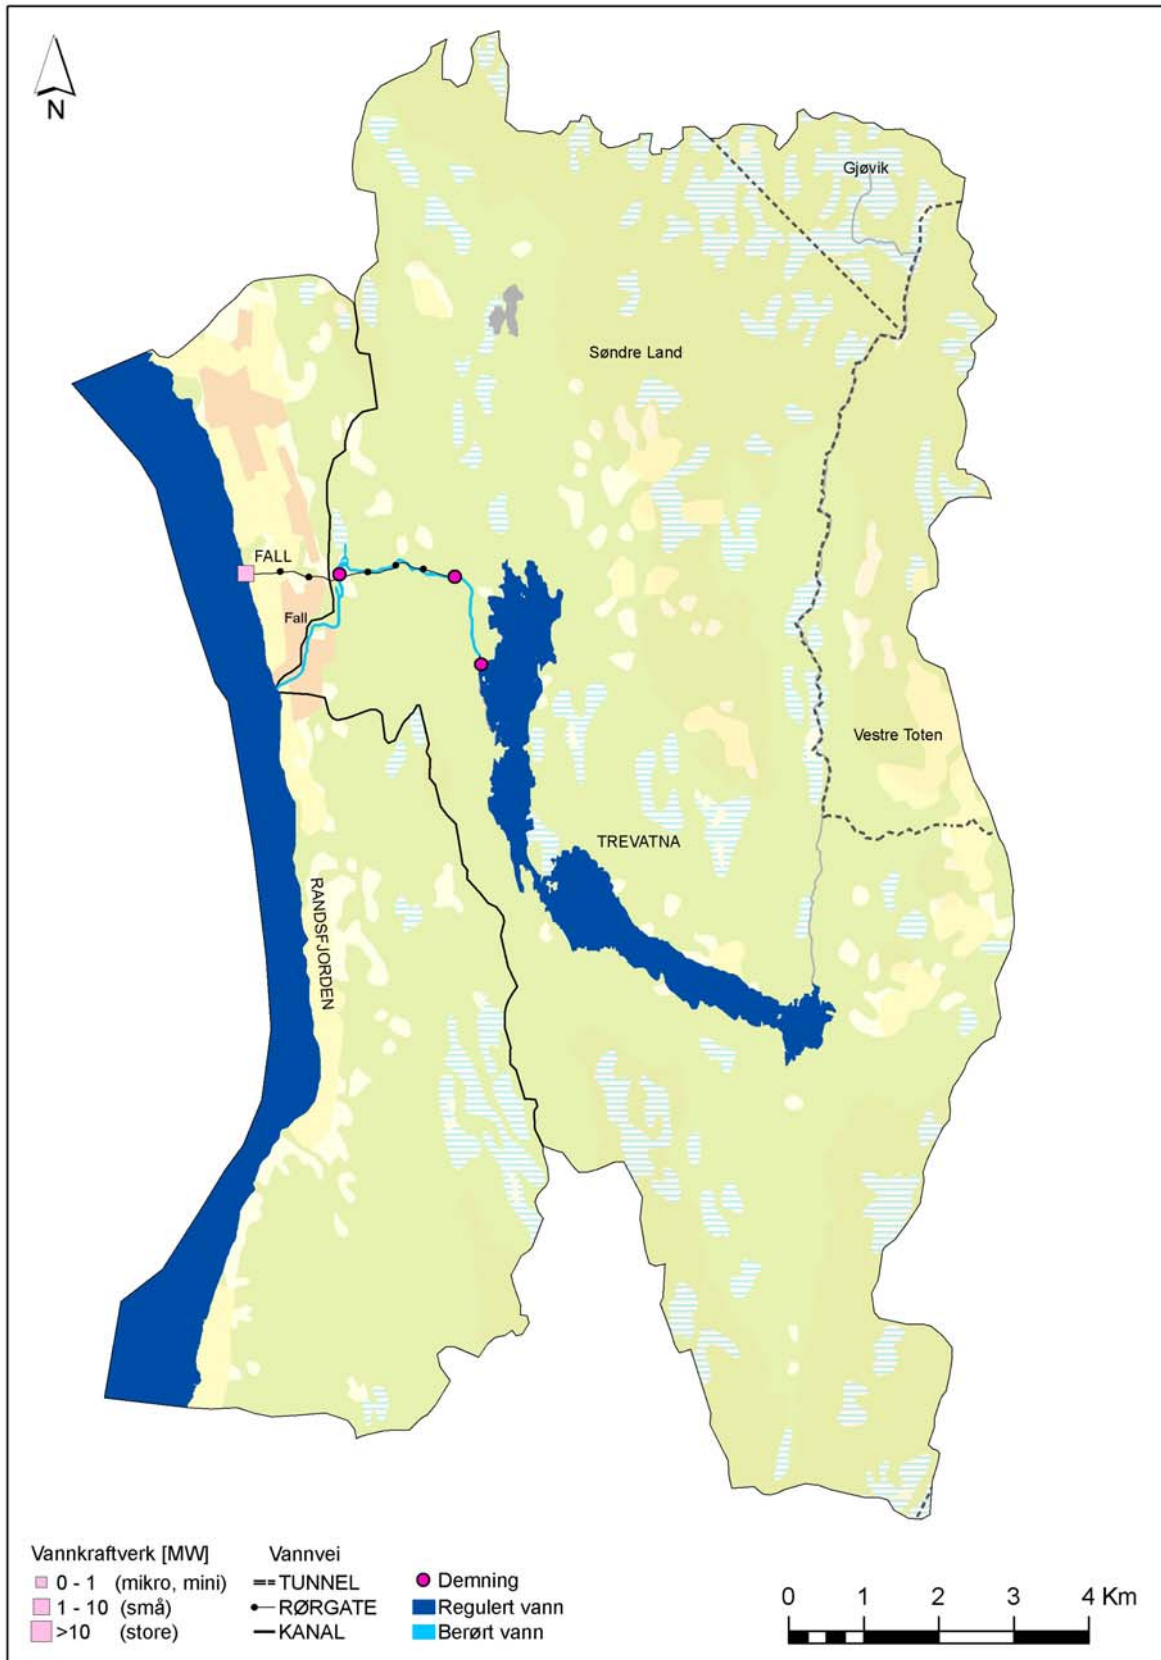 N
Gjøvik
Søndre Land
FALL
Fall
Vestre Toten
TREVATNA
RANDSFJORDEN
Vannkraftverk [MW]
0 - 1 (mikro, mini)
1 - 10 (små)
>10 (store)
Vannvei
TUNNEL
RØRGATE
KANAL
Demning
Regulert vann
Berørt vann
0 1 2 3 4 Km